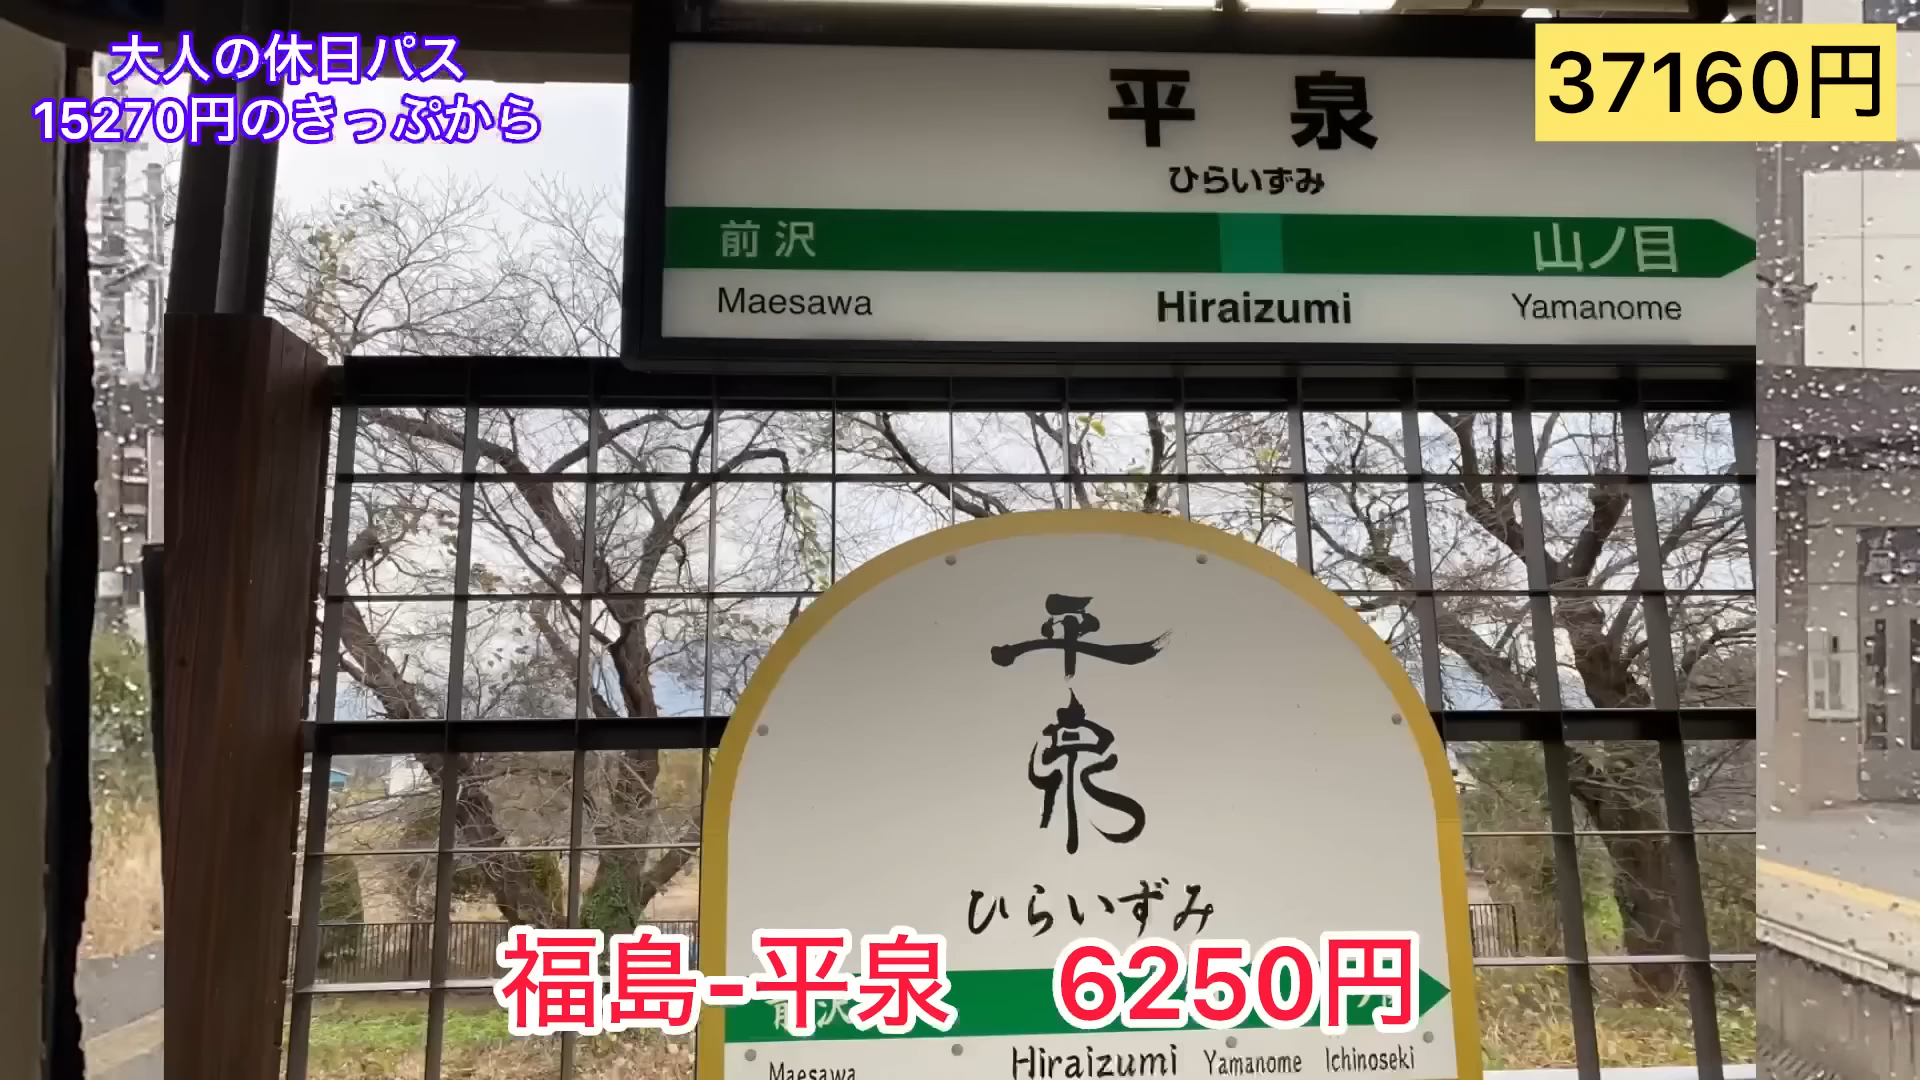 大人の休日パス
15270円のきっぷから
37160円
平泉
ひらいずみ
前沢 山ノ目
Maesawa Hiraizumi Yamanome
平泉
ひらいずみ
福島-平泉 6250円
前沢
Maesawa Hiraizumi Yamanome Ichinoseki